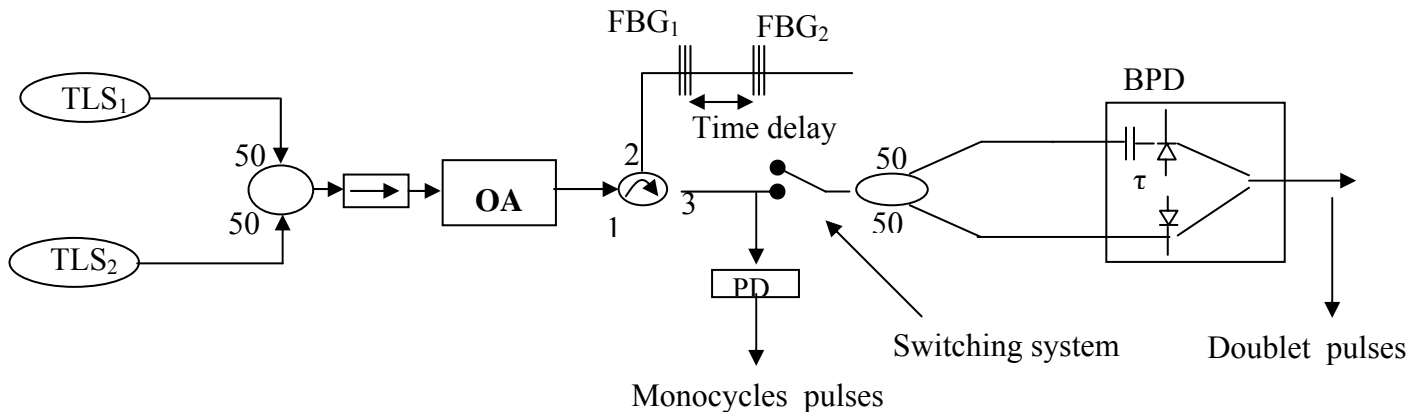 FBG₁
FBG₂
TLS₁
BPD
Time delay
50
2
50
τ
OA
3
50
50
1
TLS₂
PD
Switching system
Doublet pulses
Monocycles pulses